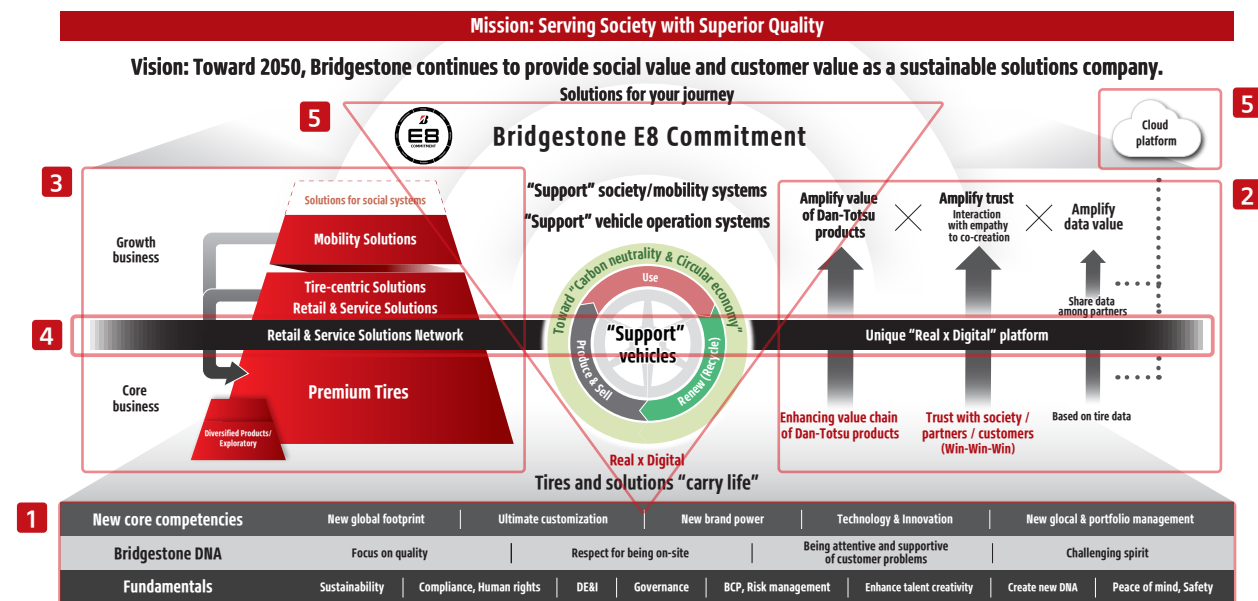 Mission: Serving Society with Superior Quality
Vision: Toward 2050, Bridgestone continues to provide social value and customer value as a sustainable solutions company.
Solutions for your journey
5
E8
COMMITMENT
Bridgestone E8 Commitment
5
Cloud
platform
3
Growth
business
Core
business
Solutions for social systems
Mobility Solutions
Tire-centric Solutions
Retail & Service Solutions
4
Retail & Service Solutions Network
Premium Tires
Diversified Products/
Exploratory
"Support" society/mobility systems
"Support" vehicle operation systems
Toward "Carbon neutrality & Circular economy"
Use
Produce & Sell
Renew (Recycle)
"Support"
vehicles
Real x Digital
Tires and solutions "carry life"
2
Amplify value
of Dan-Totsu
products
Amplify trust
Interaction
with empathy
to co-creation
Amplify
data value
Share data
among partners
Unique "Real x Digital" platform
Enhancing value chain
of Dan-Totsu products
Trust with society /
partners / customers
(Win-Win-Win)
Based on tire data
1
New core competencies
New global footprint
Ultimate customization
New brand power
Technology & Innovation
New glocal & portfolio management
Bridgestone DNA
Focus on quality
Respect for being on-site
Being attentive and supportive
of customer problems
Challenging spirit
Fundamentals
Sustainability
Compliance, Human rights
DE&I
Governance
BCP, Risk management
Enhance talent creativity
Create new DNA
Peace of mind, Safety